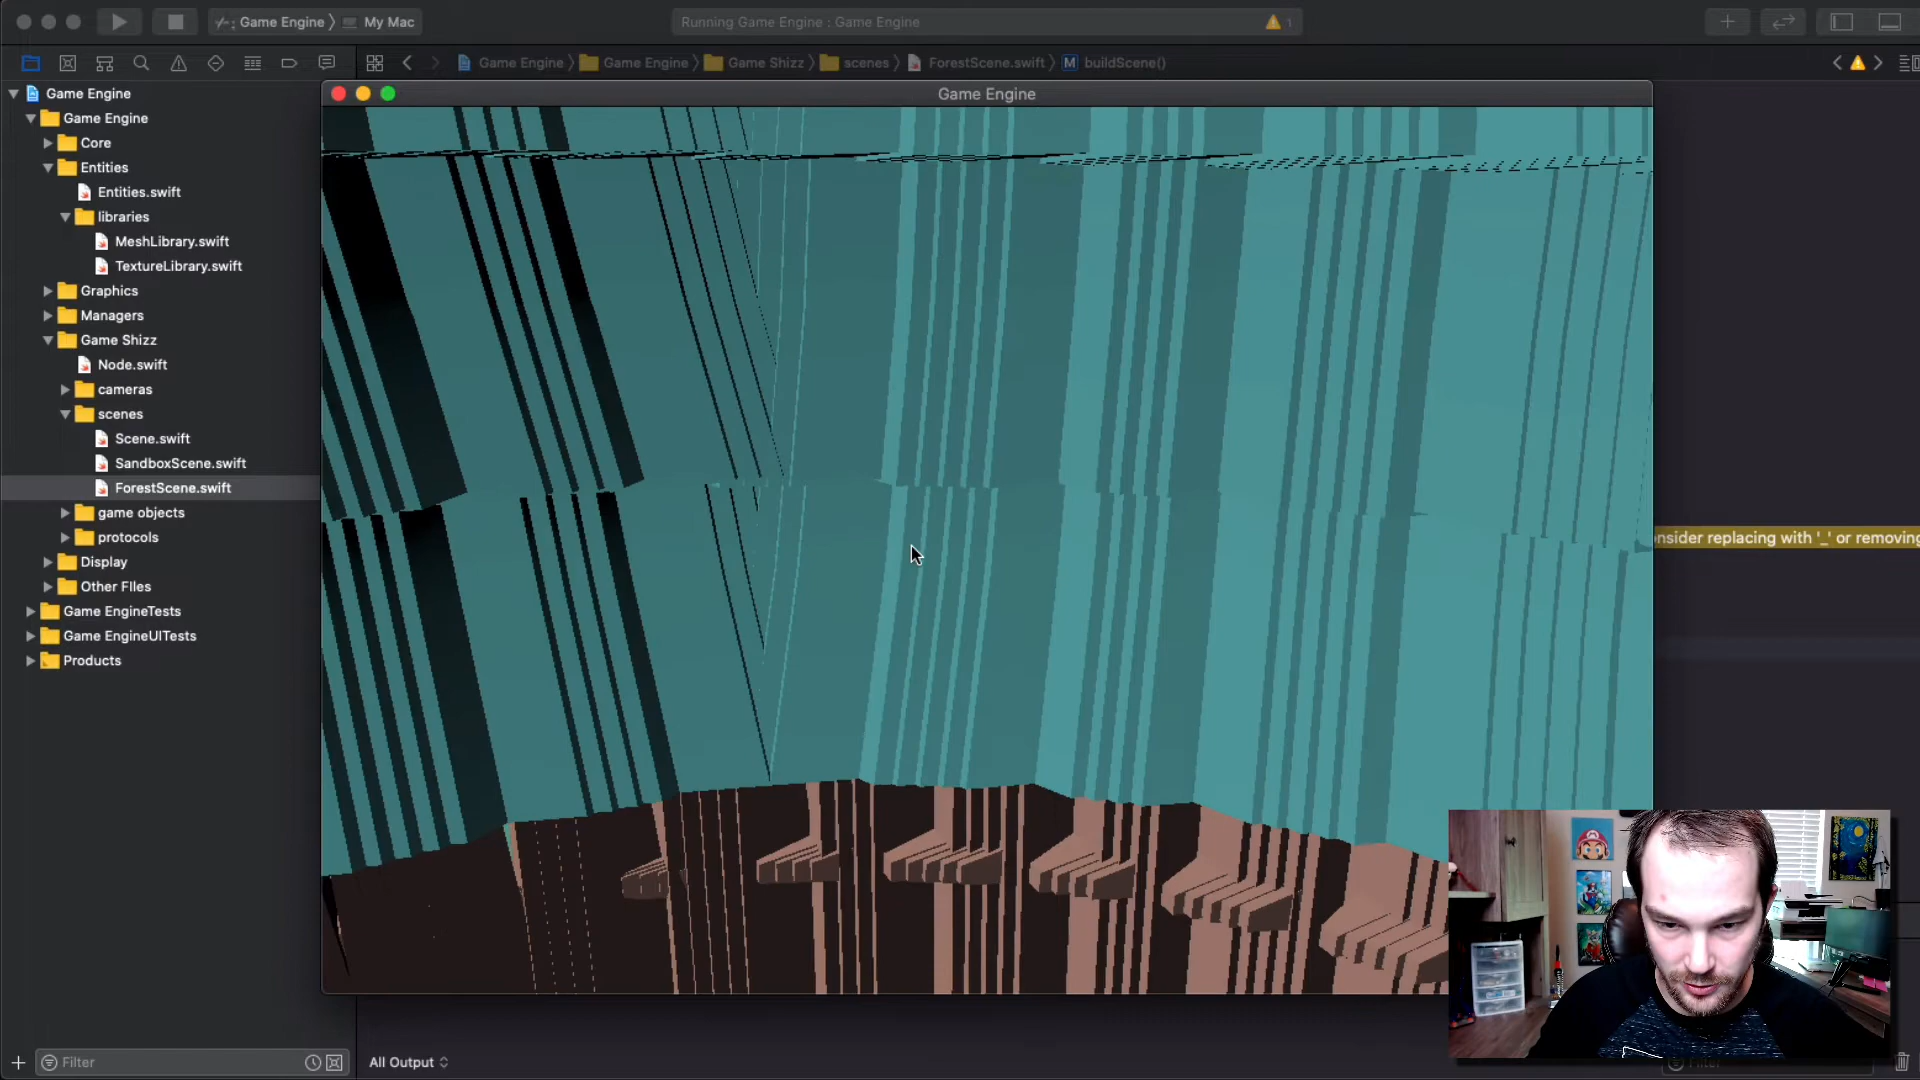 Game Engine 〉 My Mac
Running Game Engine : Game Engine
1
Game Engine 〉 Game Engine 〉 Game Shizz 〉 scenes 〉 ForestScene.swift 〉 M buildScene()
Game Engine
Game Engine
Game Engine
Core
Entities
Entities.swift
libraries
MeshLibrary.swift
TextureLibrary.swift
Graphics
Managers
Game Shizz
Node.swift
cameras
scenes
Scene.swift
SandboxScene.swift
ForestScene.swift
game objects
protocols
Display
Other FIles
Game EngineTests
Game EngineUITests
Products
nsider replacing with '_' or removing
Filter
All Output
Filter